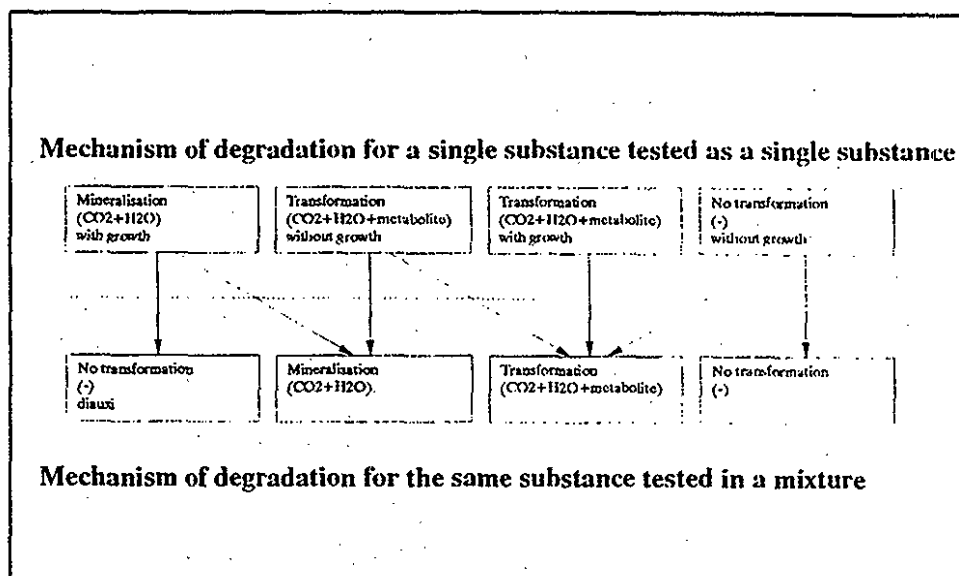 Mechanism of degradation for a single substance tested as a single substance
Mineralisation
(CO2+H2O)
with growth
Transformation
(CO2+H2O+metabolite)
without growth
Transformation
(CO2+H2O+metabolite)
with growth
No transformation
(-)
without growth
No transformation
(-)
diauxi
Mineralisation
(CO2+H2O).
Transformation
(CO2+H2O+metabolite)
No transformation
(-)
Mechanism of degradation for the same substance tested in a mixture